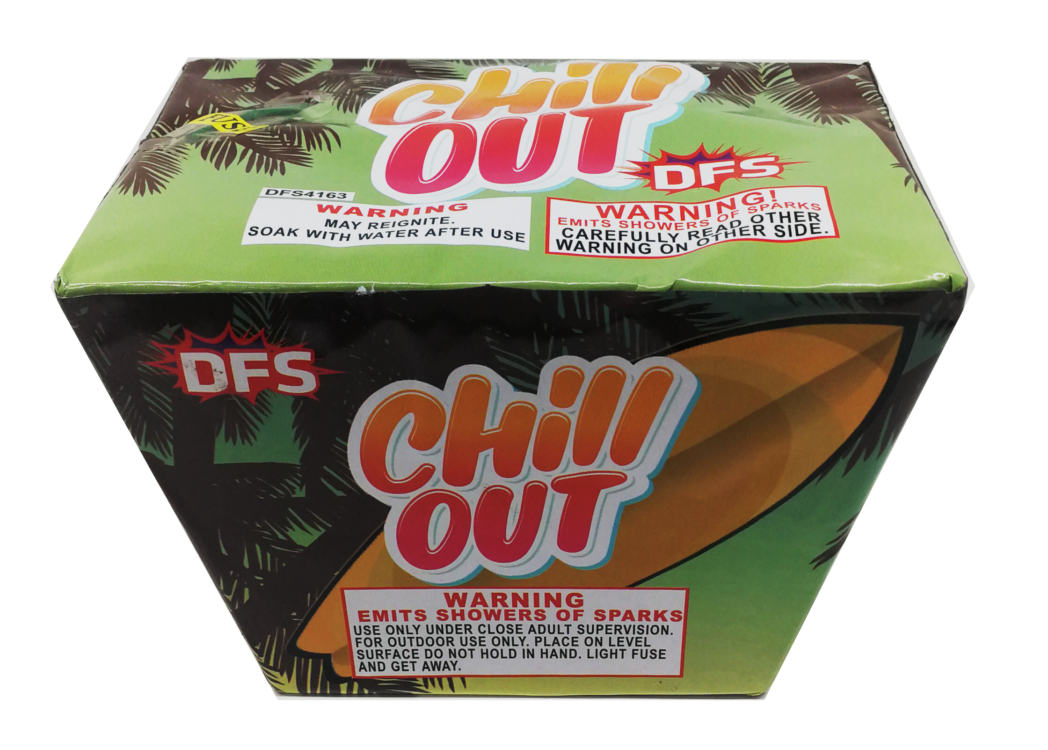 CHill
OUT
DFS
DFS4163
WARNING
MAY REIGNITE.
SOAK WITH WATER AFTER USE
WARNING!
EMITS SHOWERS OF SPARKS
CAREFULLY READ OTHER
WARNING ON OTHER SIDE.
DFS
CHill
OUT
WARNING
EMITS SHOWERS OF SPARKS
USE ONLY UNDER CLOSE ADULT SUPERVISION.
FOR OUTDOOR USE ONLY. PLACE ON LEVEL
SURFACE DO NOT HOLD IN HAND. LIGHT FUSE
AND GET AWAY.